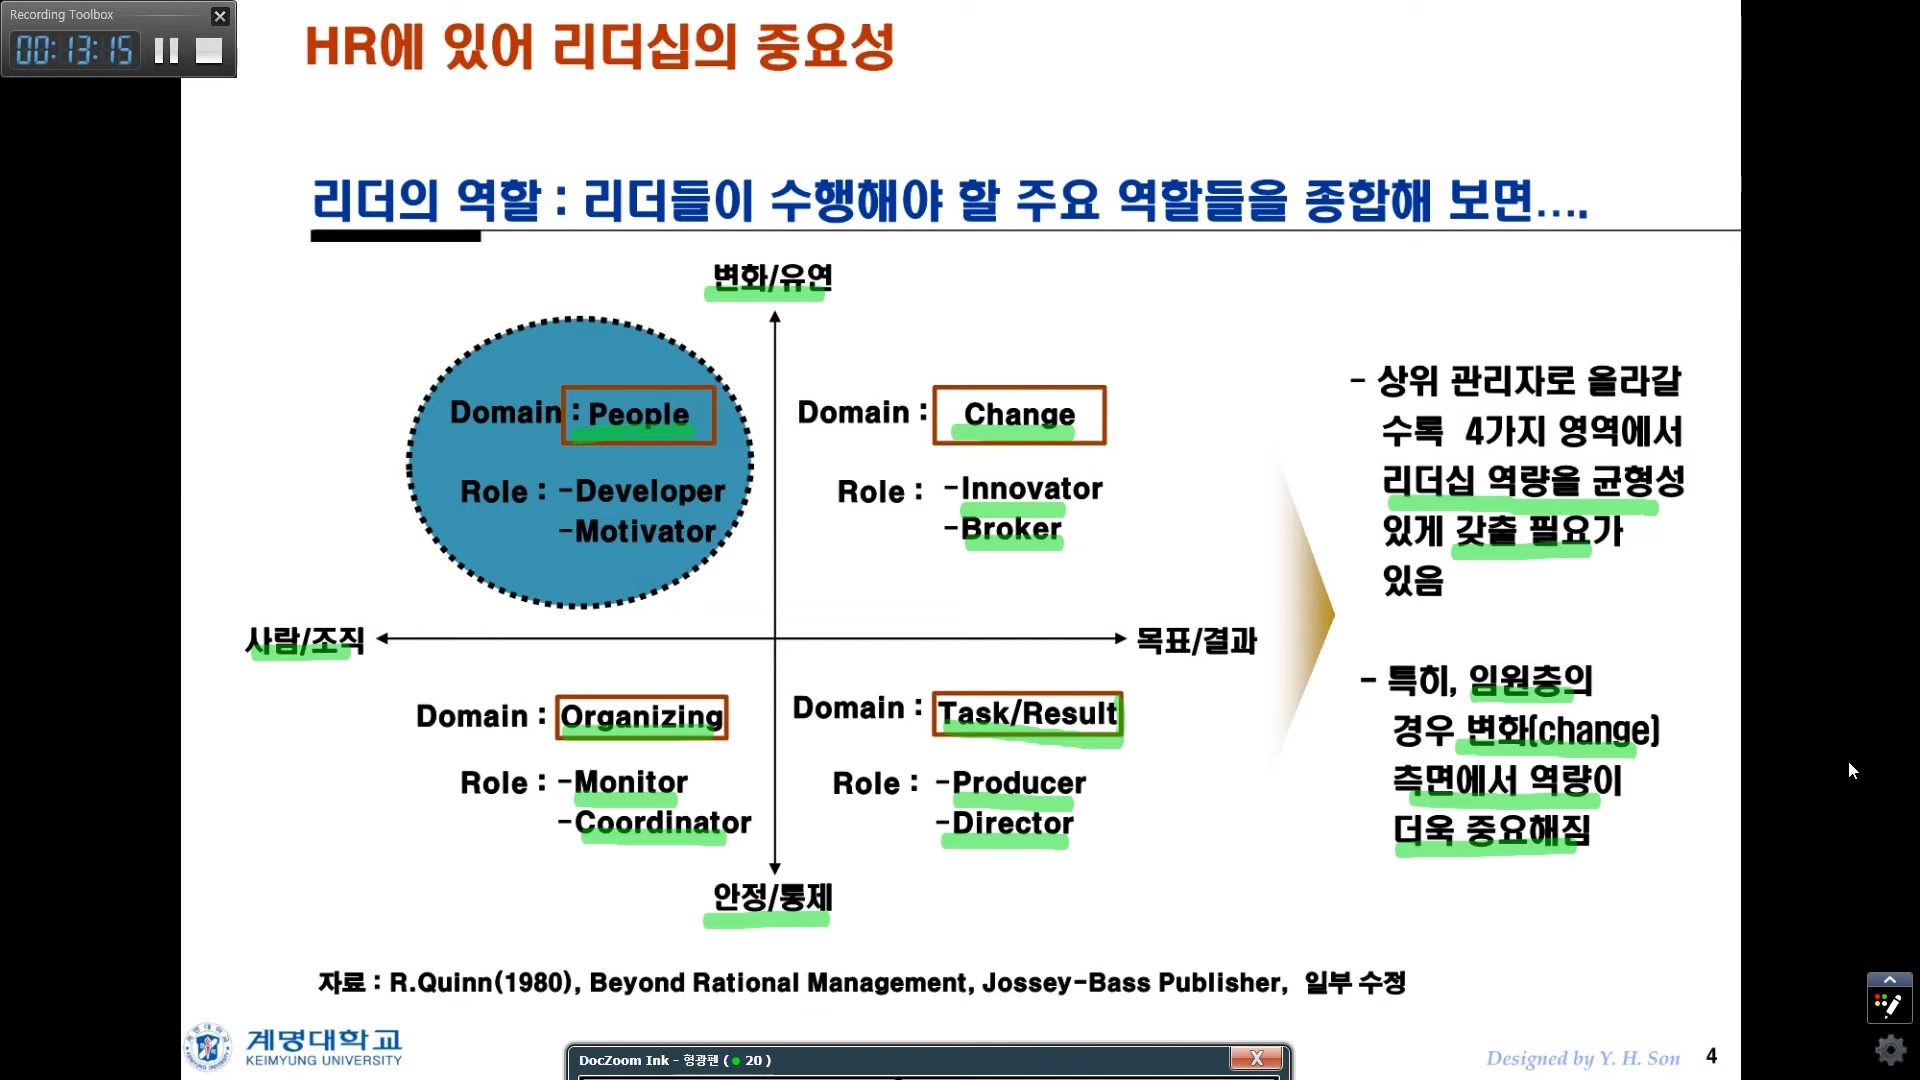 Recording Toolbox
00:13:15
HR에 있어 리더십의 중요성
리더의 역할 : 리더들이 수행해야 할 주요 역할들을 종합해 보면….
변화/유연
Domain : People
Role : -Developer
-Motivator
Domain : Change
Role : -Innovator
-Broker
사람/조직
목표/결과
Domain : Organizing
Role : -Monitor
-Coordinator
Domain : Task/Result
Role : -Producer
-Director
안정/통제
- 상위 관리자로 올라갈
수록 4가지 영역에서
리더십 역량을 균형성
있게 갖출 필요가
있음
- 특히, 임원층의
경우 변화(change)
측면에서 역량이
더욱 중요해짐
자료 : R.Quinn(1980), Beyond Rational Management, Jossey-Bass Publisher, 일부 수정
계명대학교
KEIMYUNG UNIVERSITY
DocZoom Ink - 형광펜 ( 20 )
Designed by Y. H. Son
4